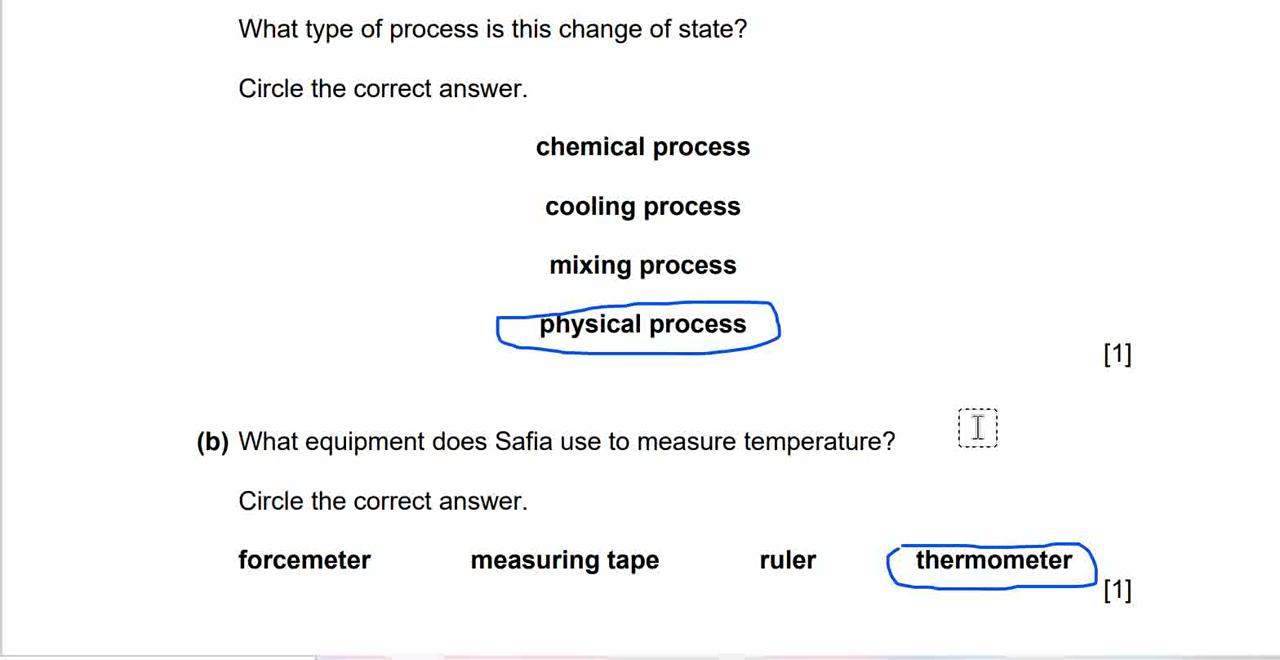 What type of process is this change of state?
Circle the correct answer.
chemical process
cooling process
mixing process
physical process
[1]
(b) What equipment does Safia use to measure temperature?
Circle the correct answer.
forcemeter measuring tape ruler thermometer
[1]